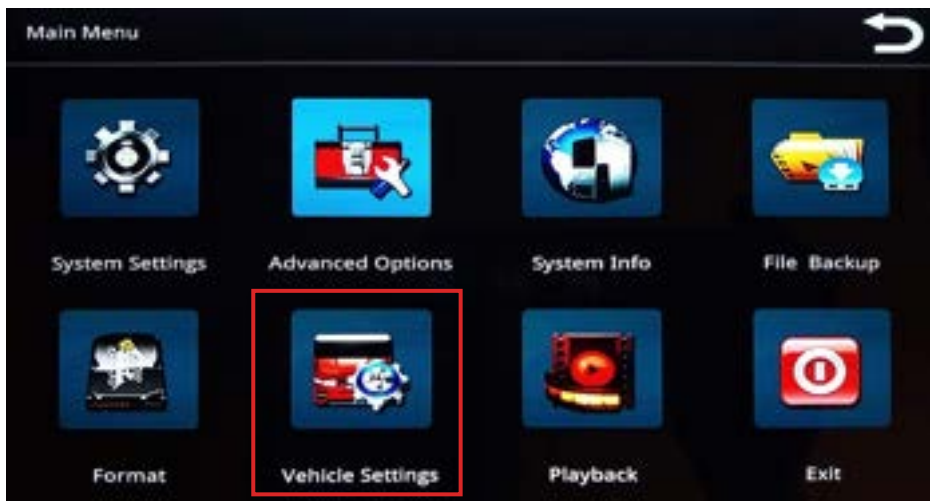 Main Menu
System Settings
Advanced Options
System Info
File Backup
Format
Vehicle Settings
Playback
Exit